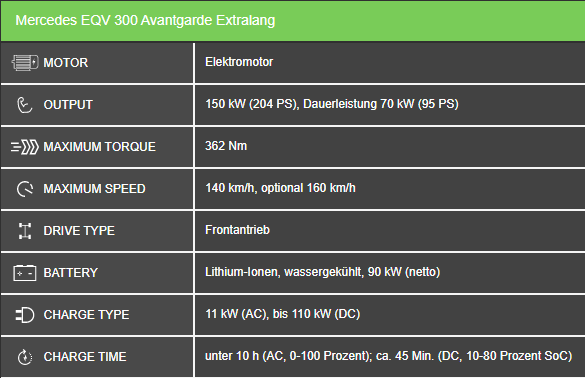 Mercedes EQV 300 Avantgarde Extralang
MOTOR Elektromotor
OUTPUT 150 kW (204 PS), Dauerleistung 70 kW (95 PS)
MAXIMUM TORQUE 362 Nm
MAXIMUM SPEED 140 km/h, optional 160 km/h
DRIVE TYPE Frontantrieb
BATTERY Lithium-Ionen, wassergekühlt, 90 kW (netto)
CHARGE TYPE 11 kW (AC), bis 110 kW (DC)
CHARGE TIME unter 10 h (AC, 0-100 Prozent); ca. 45 Min. (DC, 10-80 Prozent SoC)